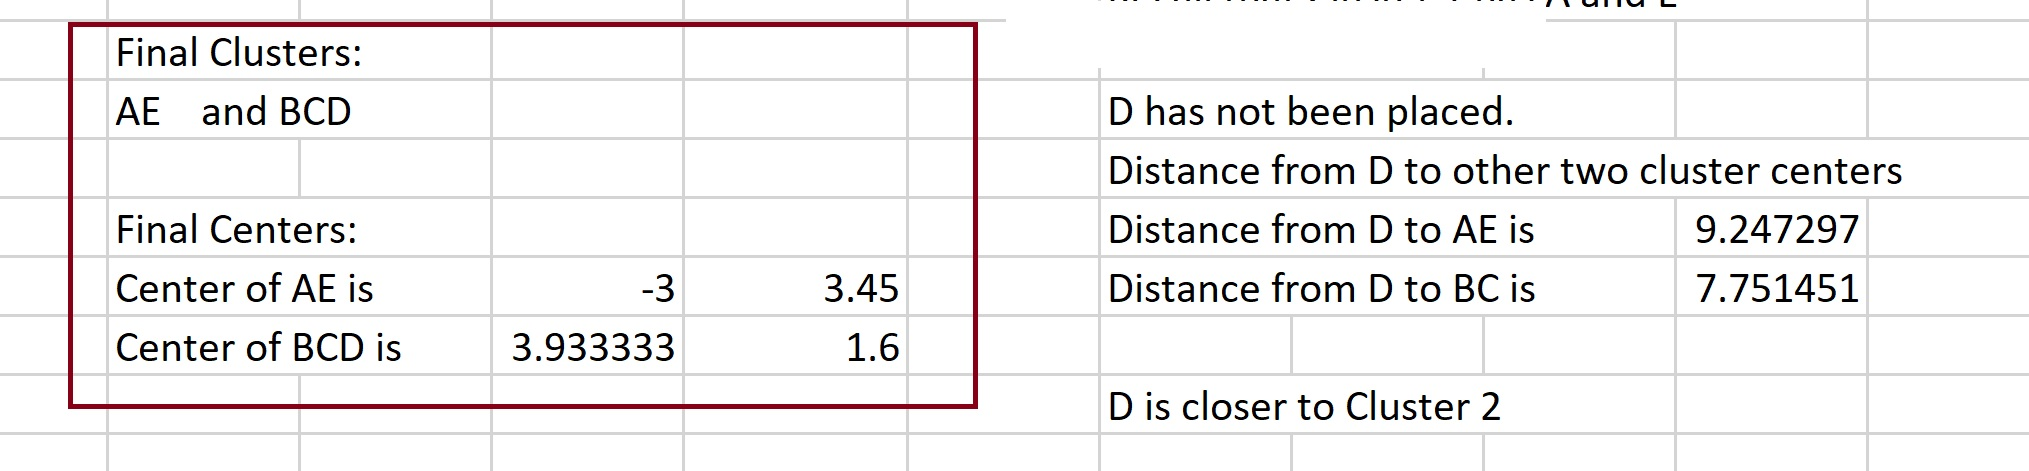 A and E
Final Clusters:
AE and BCD
Final Centers:
Center of AE is -3 3.45
Center of BCD is 3.933333 1.6
D has not been placed.
Distance from D to other two cluster centers
Distance from D to AE is 9.247297
Distance from D to BC is 7.751451
D is closer to Cluster 2